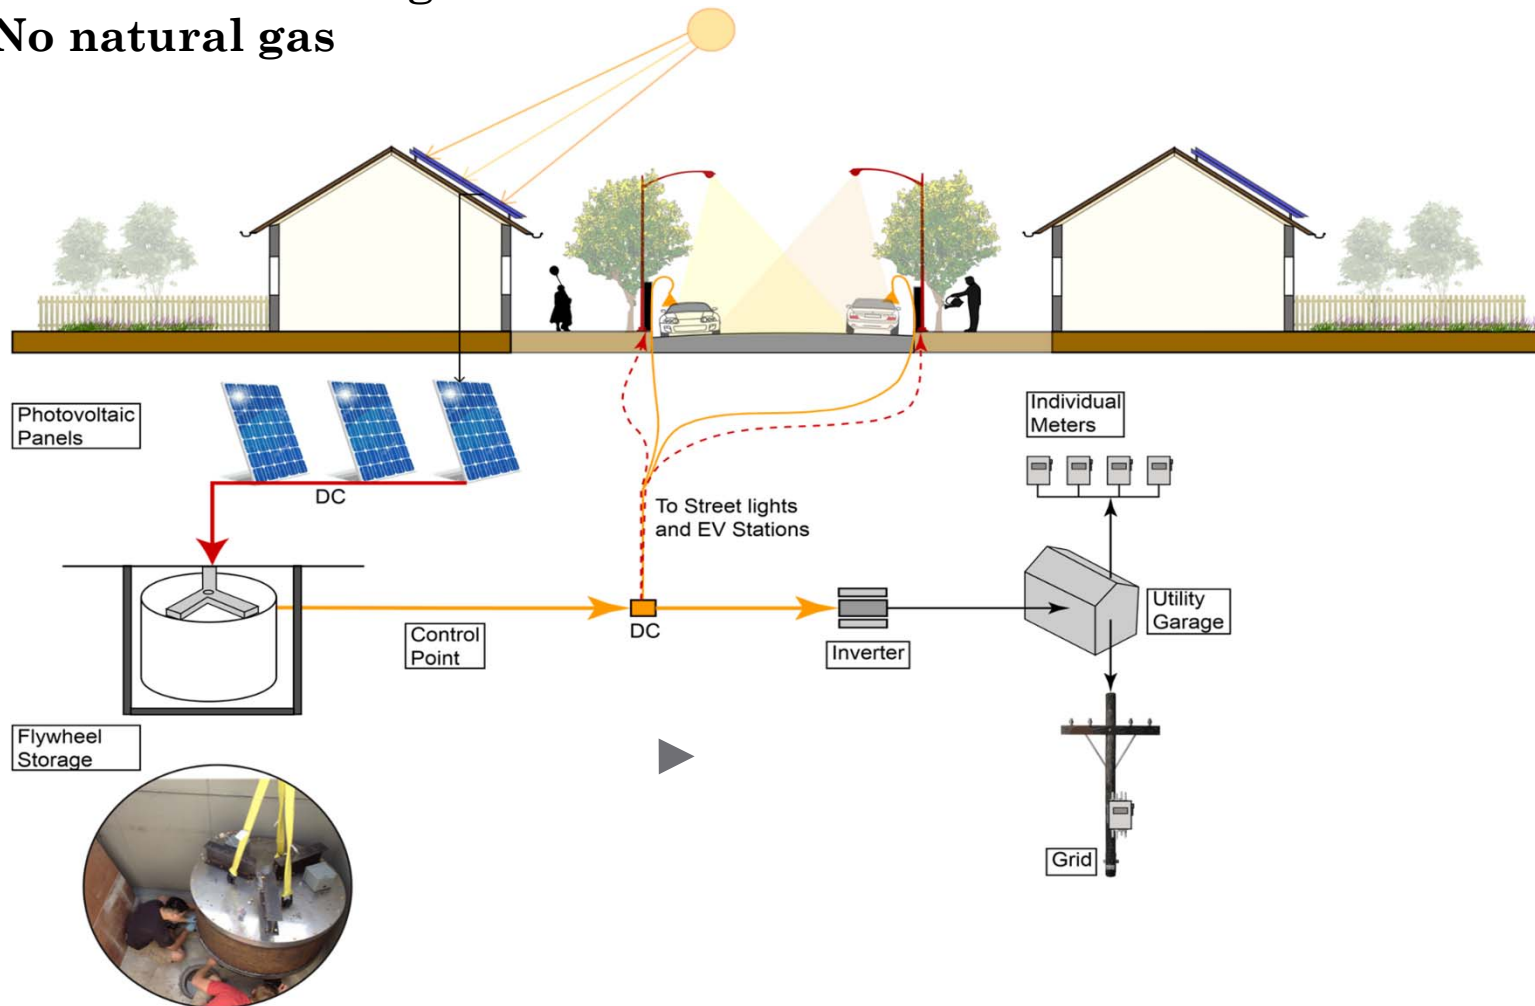 No natural gas
Photovoltaic
Panels
DC
Individual
Meters
To Street lights
and EV Stations
Control
Point
DC
Inverter
Utility
Garage
Flywheel
Storage
Grid